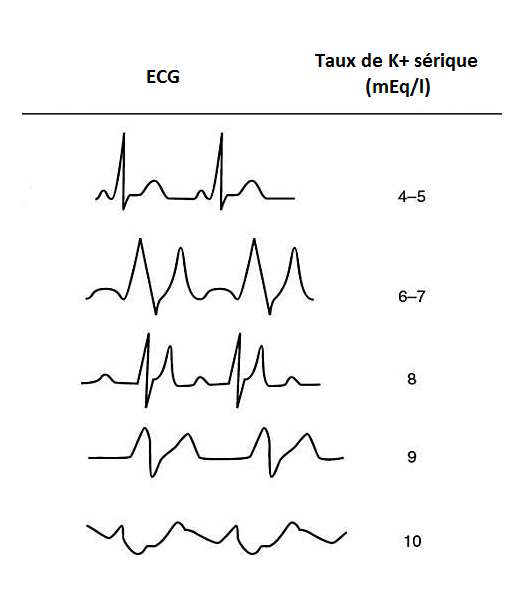 ECG
Taux de K+ sérique
(mEq/l)
4–5
6–7
8
9
10